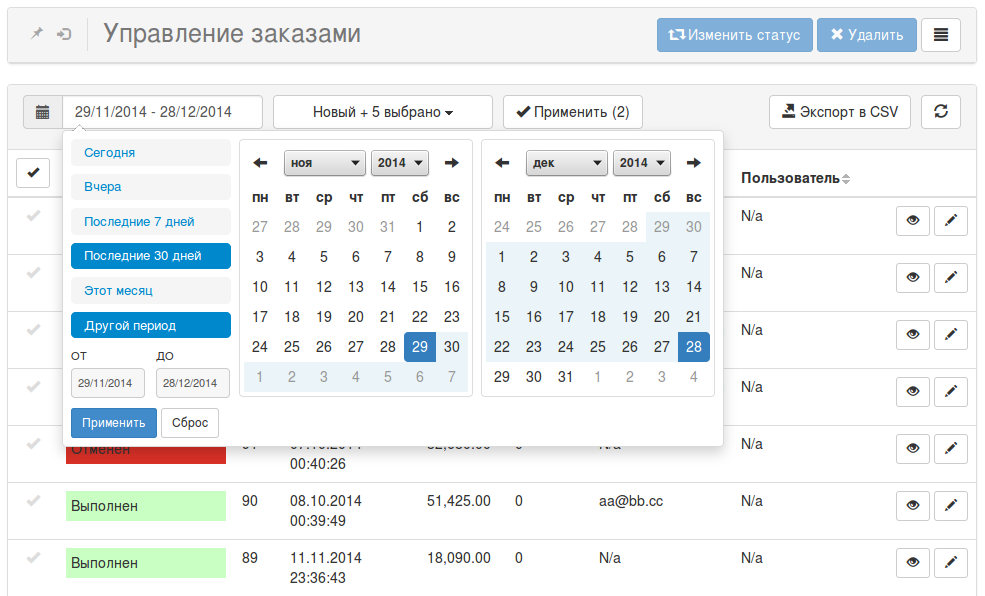 Управление заказами
Изменить статус
Удалить
29/11/2014 - 28/12/2014
Новый + 5 выбрано
Применить (2)
Экспорт в CSV
Сегодня
Вчера
Последние 7 дней
Последние 30 дней
Этот месяц
Другой период
ОТ ДО
29/11/2014 28/12/2014
Применить Сброс
ноя 2014
пн вт ср чт пт сб вс
27 28 29 30 31 1 2
3 4 5 6 7 8 9
10 11 12 13 14 15 16
17 18 19 20 21 22 23
24 25 26 27 28 29 30
1 2 3 4 5 6 7
дек 2014
пн вт ср чт пт сб вс
24 25 26 27 28 29 30
1 2 3 4 5 6 7
8 9 10 11 12 13 14
15 16 17 18 19 20 21
22 23 24 25 26 27 28
29 30 31 1 2 3 4
Пользователь
N/a
N/a
N/a
N/a
Отменен N/a N/a
00:40:26
Выполнен 90 08.10.2014 51,425.00 0 aa@bb.cc N/a
00:39:49
Выполнен 89 11.11.2014 18,090.00 0 N/a N/a
23:36:43